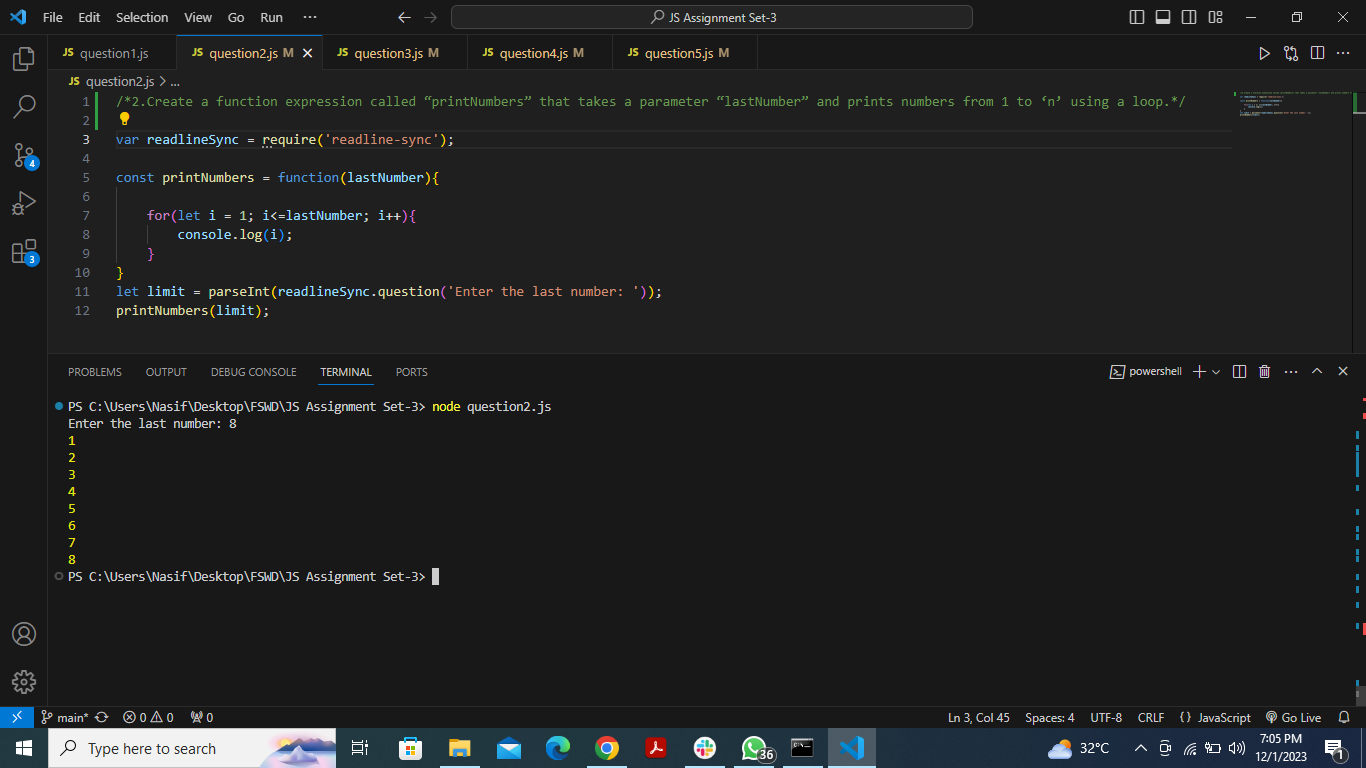 File Edit Selection View Go Run ··· JS Assignment Set-3
JS question1.js JS question2.js M JS question3.js M JS question4.js M JS question5.js M
JS question2.js > ...
1 /*2.Create a function expression called “printNumbers” that takes a parameter “lastNumber” and prints numbers from 1 to ‘n’ using a loop.*/
2
3 var readlineSync = require('readline-sync');
4
5 const printNumbers = function(lastNumber){
6
7 for(let i = 1; i<=lastNumber; i++){
8 console.log(i);
9 }
10 }
11 let limit = parseInt(readlineSync.question('Enter the last number: '));
12 printNumbers(limit);
PROBLEMS OUTPUT DEBUG CONSOLE TERMINAL PORTS powershell
PS C:\Users\Nasif\Desktop\FSWD\JS Assignment Set-3> node question2.js
Enter the last number: 8
1
2
3
4
5
6
7
8
PS C:\Users\Nasif\Desktop\FSWD\JS Assignment Set-3>
4
3
main* 0 0 0 Ln 3, Col 45 Spaces: 4 UTF-8 CRLF {} JavaScript Go Live
Type here to search 36 32°C 7:05 PM
12/1/2023 1